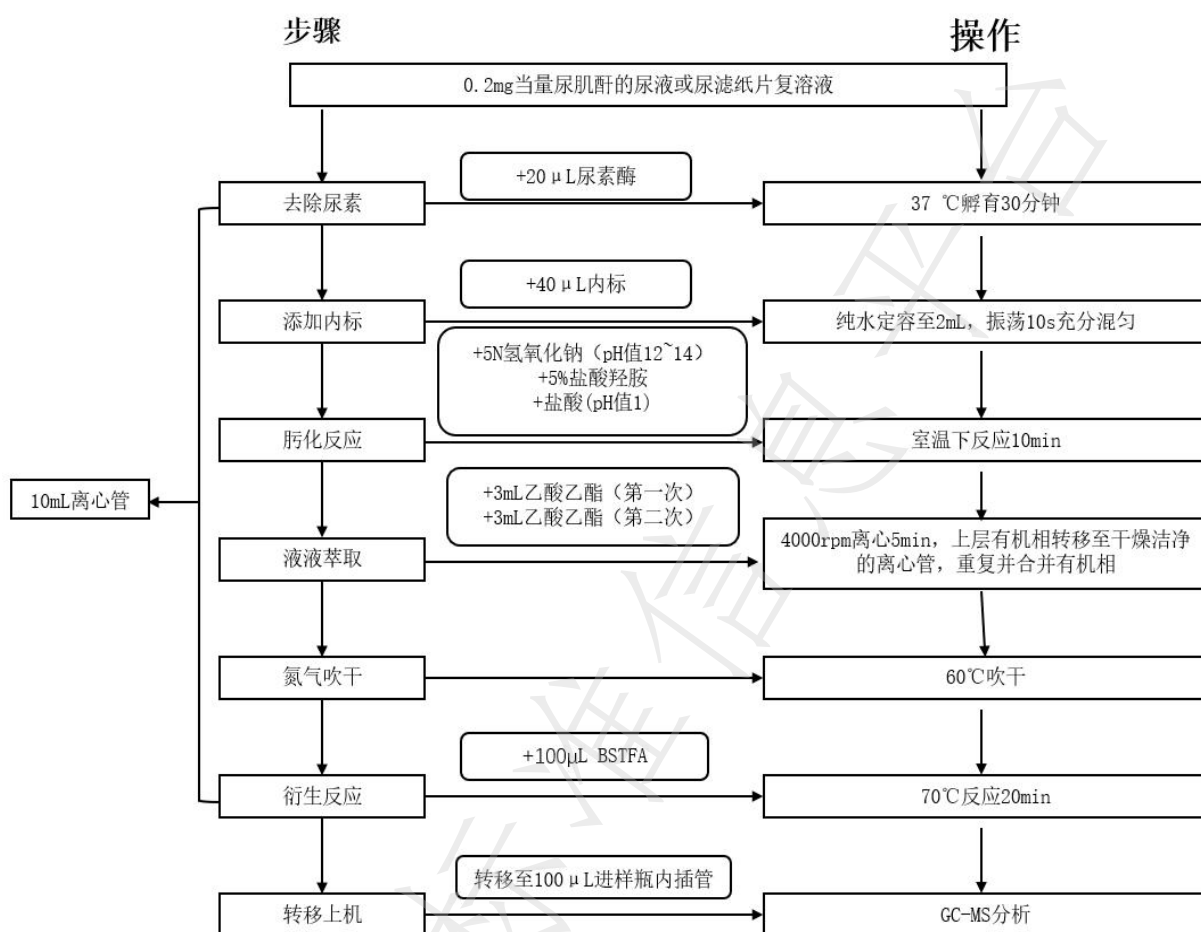 步骤
操作
0.2mg当量尿肌酐的尿液或尿滤纸片复溶液
+20μL尿素酶
去除尿素
37 ℃孵育30分钟
+40μL内标
添加内标
纯水定容至2mL，振荡10s充分混匀
+5N氢氧化钠（pH值12~14）
+5%盐酸羟胺
+盐酸(pH值1)
肟化反应
室温下反应10min
10mL离心管
+3mL乙酸乙酯（第一次）
+3mL乙酸乙酯（第二次）
液液萃取
4000rpm离心5min，上层有机相转移至干燥洁净
的离心管，重复并合并有机相
氮气吹干
60℃吹干
+100μL BSTFA
衍生反应
70℃反应20min
转移至100μL进样瓶内插管
转移上机
GC-MS分析
标准信息平台